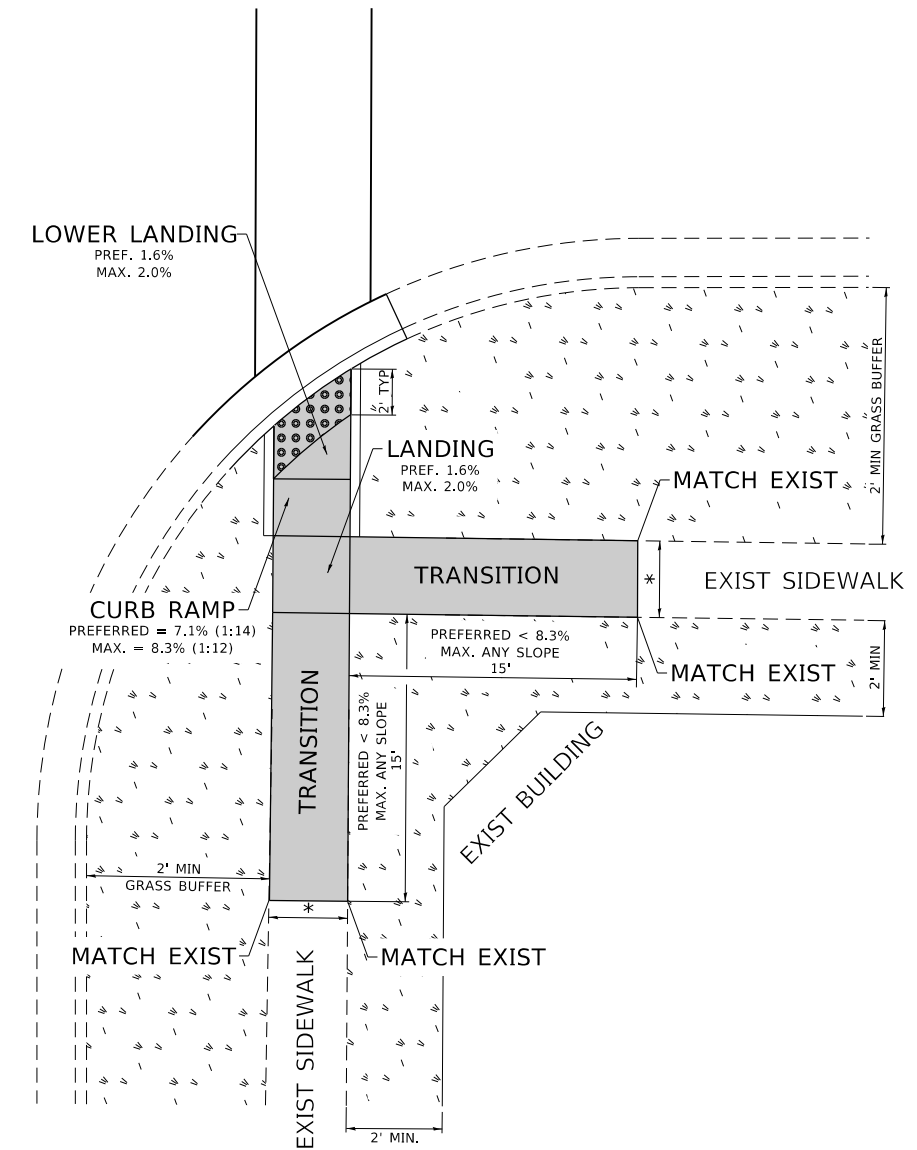 LOWER LANDING
PREF. 1.6%
MAX. 2.0%
2' TYP
2' MIN GRASS BUFFER
LANDING
PREF. 1.6%
MAX. 2.0%
MATCH EXIST
TRANSITION
*
EXIST SIDEWALK
CURB RAMP
PREFERRED = 7.1% (1:14)
MAX. = 8.3% (1:12)
PREFERRED < 8.3%
MAX. ANY SLOPE
15'
MATCH EXIST
2' MIN
TRANSITION
PREFERRED < 8.3%
MAX. ANY SLOPE
15'
EXIST BUILDING
2' MIN
GRASS BUFFER
*
MATCH EXIST
MATCH EXIST
EXIST SIDEWALK
2' MIN.